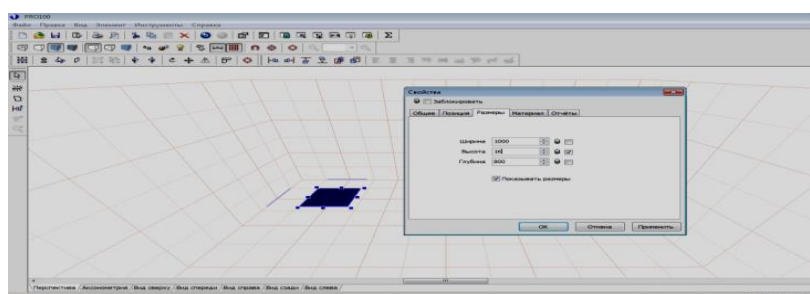 PRO100
Файл Правка Вид Элемент Инструменты Справка
Свойства
Заблокировать
Общие Позиция Размеры Материал Отчёты
Ширина 1000
Высота 16
Глубина 800
Показывать размеры
ОК Отмена Применить
Перспектива Аксонометрия Вид сверху Вид спереди Вид справа Вид сзади Вид слева